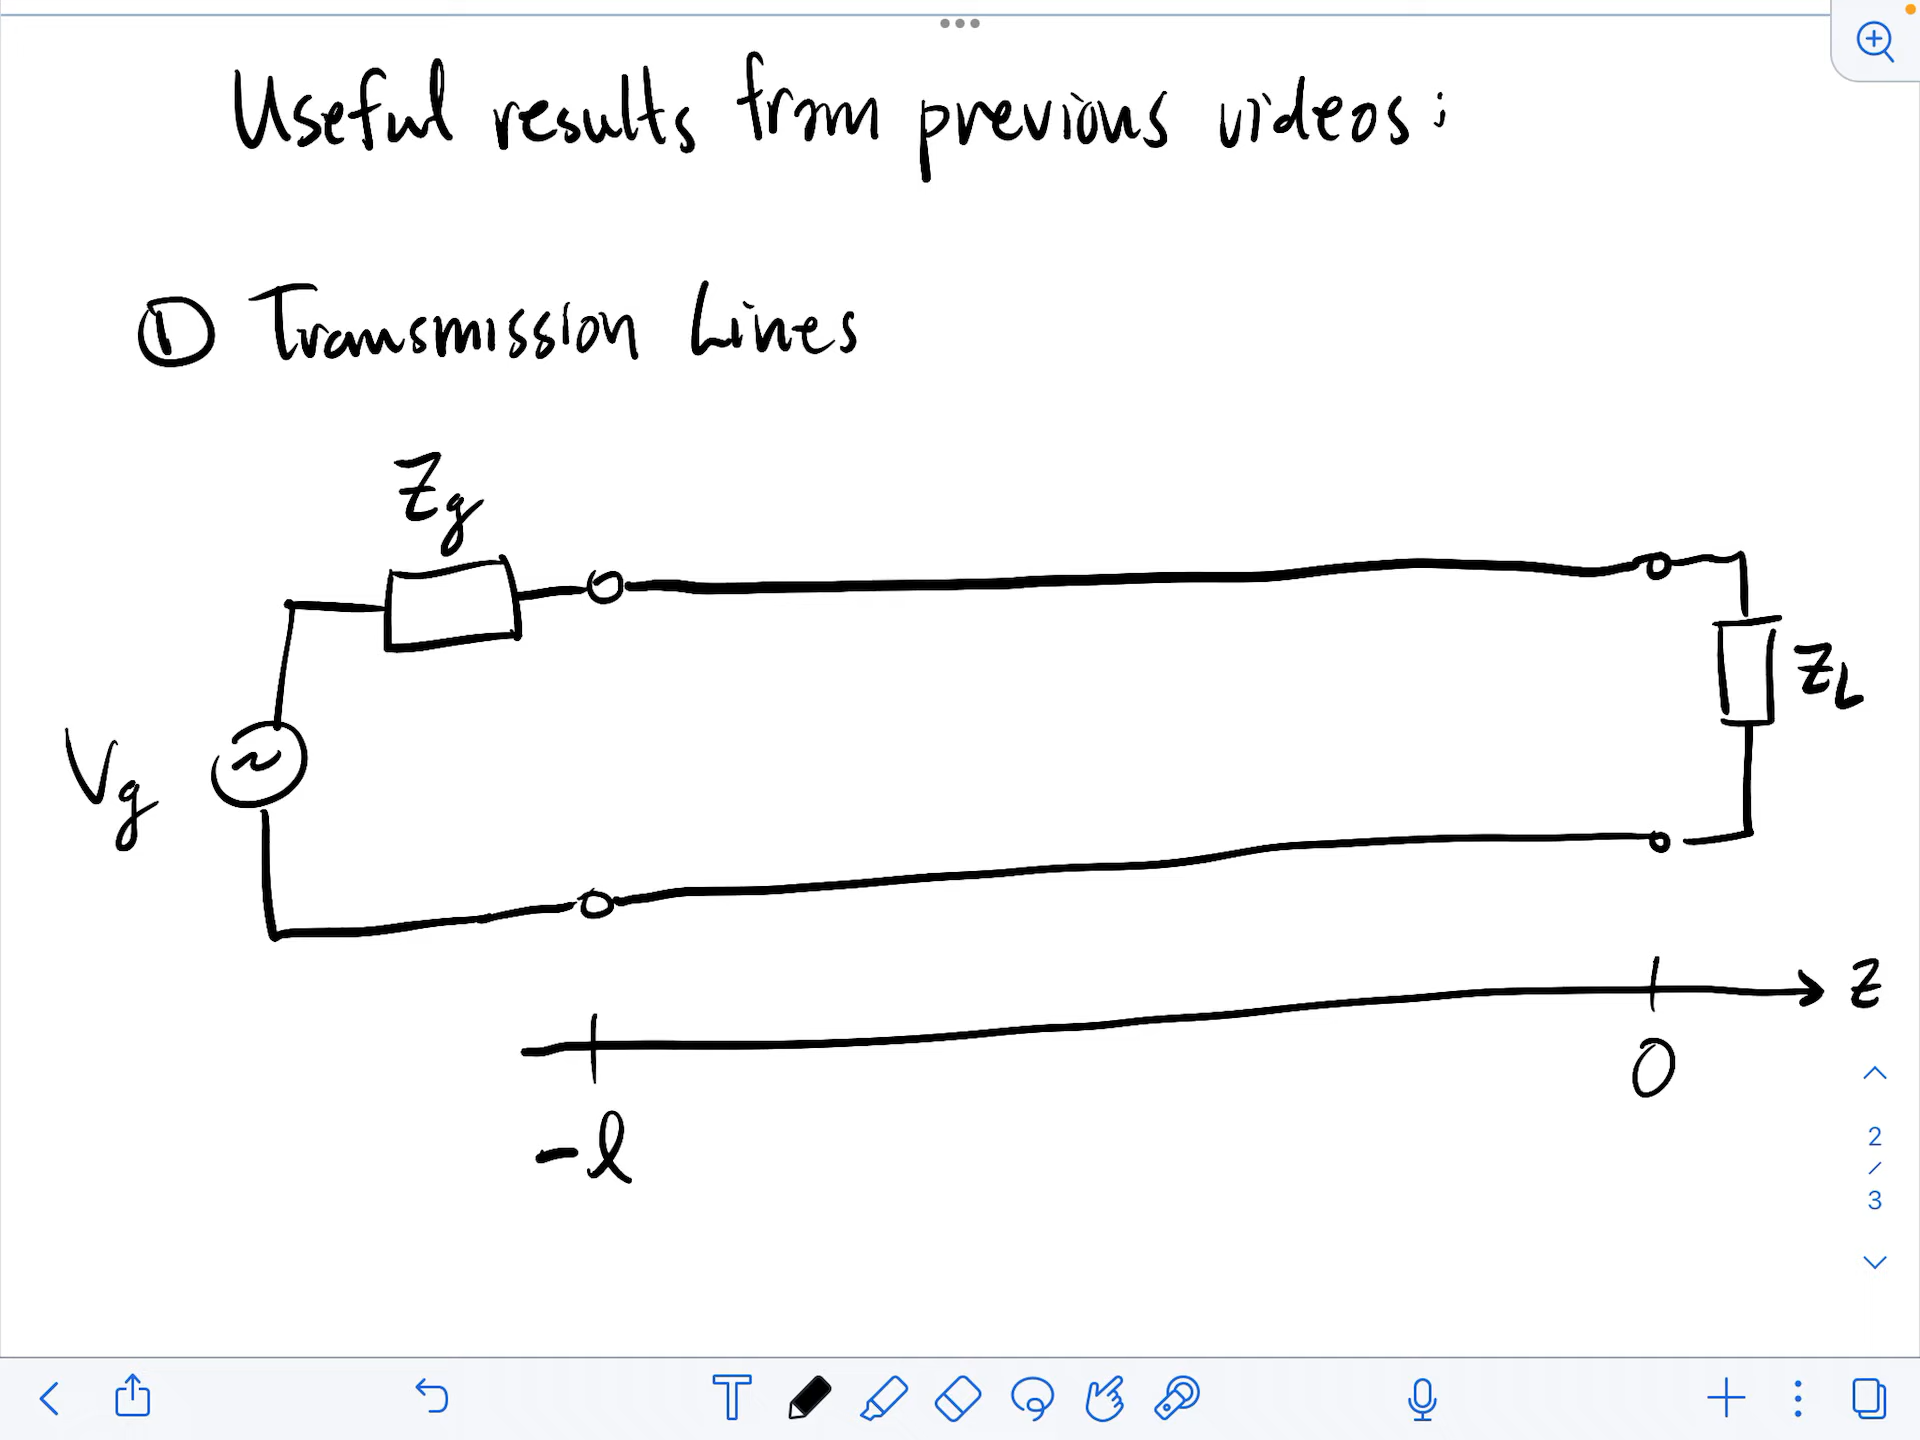 Useful results from previous videos:
① Transmission Lines
Zg
ZL
Vg
z
0
-l
2
/
3
T